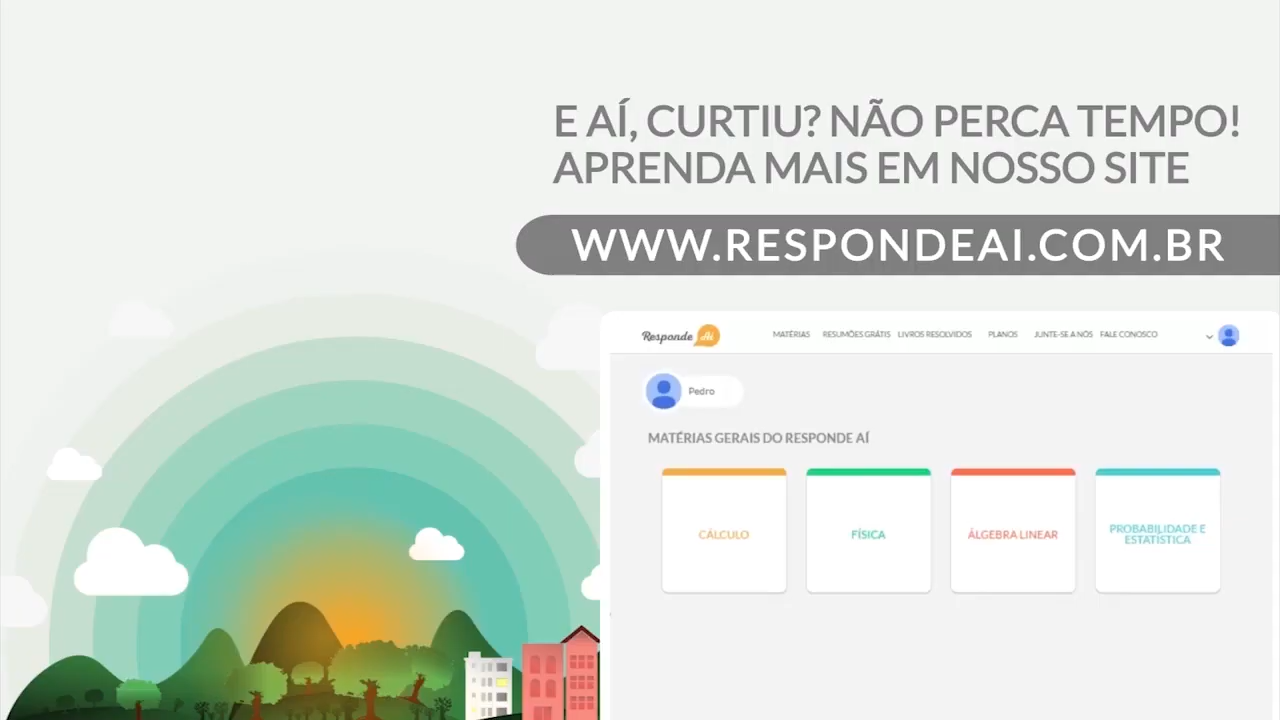 E AÍ, CURTIU? NÃO PERCA TEMPO!
APRENDA MAIS EM NOSSO SITE
WWW.RESPONDEAI.COM.BR
Responde Aí
MATÉRIAS RESUMÕES GRÁTIS LIVROS RESOLVIDOS PLANOS JUNTE-SE A NÓS FALE CONOSCO
Pedro
MATÉRIAS GERAIS DO RESPONDE AÍ
CÁLCULO
FÍSICA
ÁLGEBRA LINEAR
PROBABILIDADE E
ESTATÍSTICA